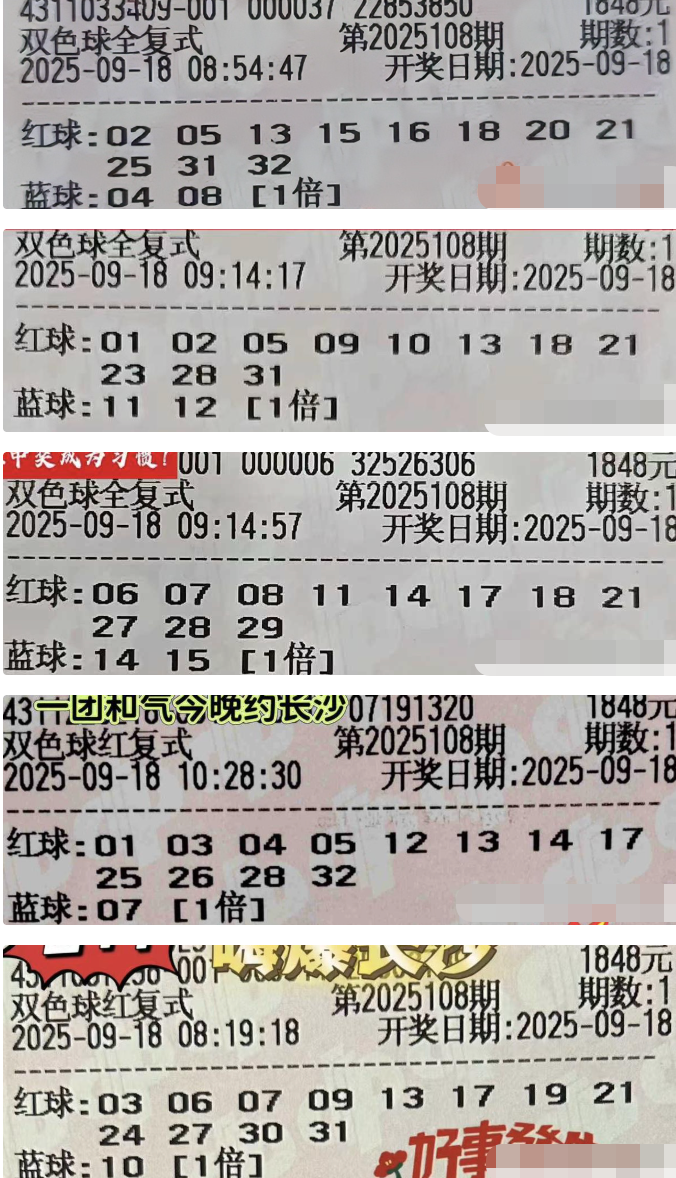 4311033409-001 000037 22853850 1848元
双色球全复式 第2025108期 期数:1
2025-09-18 08:54:47 开奖日期:2025-09-18
红球:02 05 13 15 16 18 20 21
25 31 32
蓝球:04 08 [1倍]
双色球全复式 第2025108期 期数:1
2025-09-18 09:14:17 开奖日期:2025-09-18
红球:01 02 05 09 10 13 18 21
23 28 31
蓝球:11 12 [1倍]
中奖成为习惯!
001 000006 32526306 1848元
双色球全复式 第2025108期 期数:1
2025-09-18 09:14:57 开奖日期:2025-09-18
红球:06 07 08 11 14 17 18 21
27 28 29
蓝球:14 15 [1倍]
一团和气今晚约长沙
07191320 1848元
双色球红复式 第2025108期 期数:1
2025-09-18 10:28:30 开奖日期:2025-09-18
红球:01 03 04 05 12 13 14 17
25 26 28 32
蓝球:07 [1倍]
嗨爆长沙
1848元
双色球红复式 第2025108期 期数:1
2025-09-18 08:19:18 开奖日期:2025-09-18
红球:03 06 07 09 13 17 19 21
24 27 30 31
蓝球:10 [1倍]
好事發生